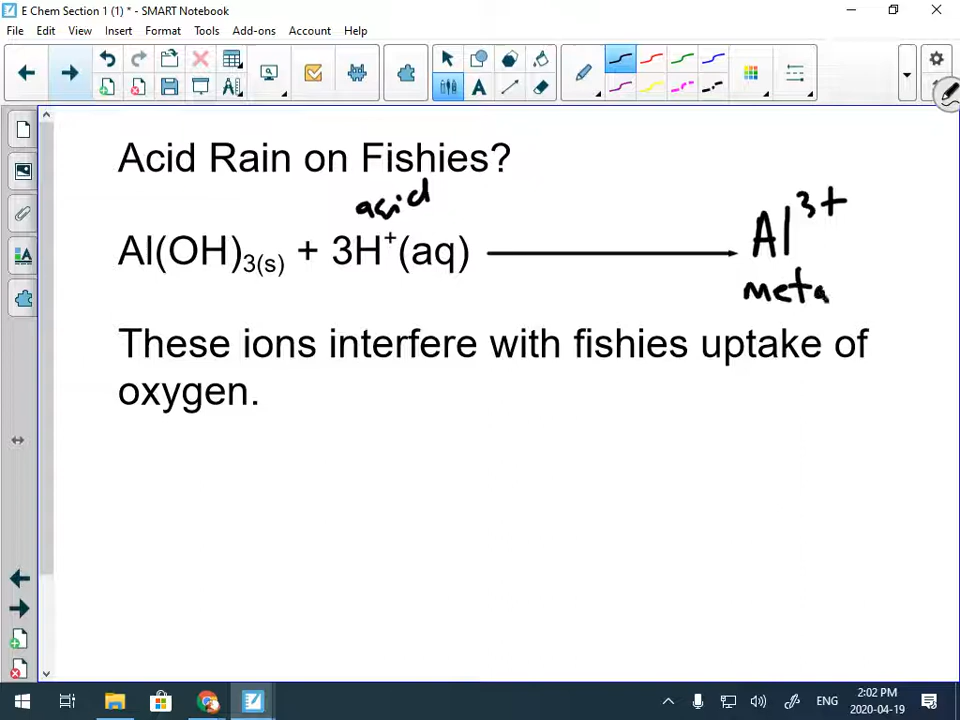 E Chem Section 1 (1) * - SMART Notebook
File Edit View Insert Format Tools Add-ons Account Help
Acid Rain on Fishies?
acid
Al(OH)₃₍ₛ₎ + 3H⁺(aq) ⟶ Al³⁺
meta
These ions interfere with fishies uptake of
oxygen.
ENG
2:02 PM
2020-04-19